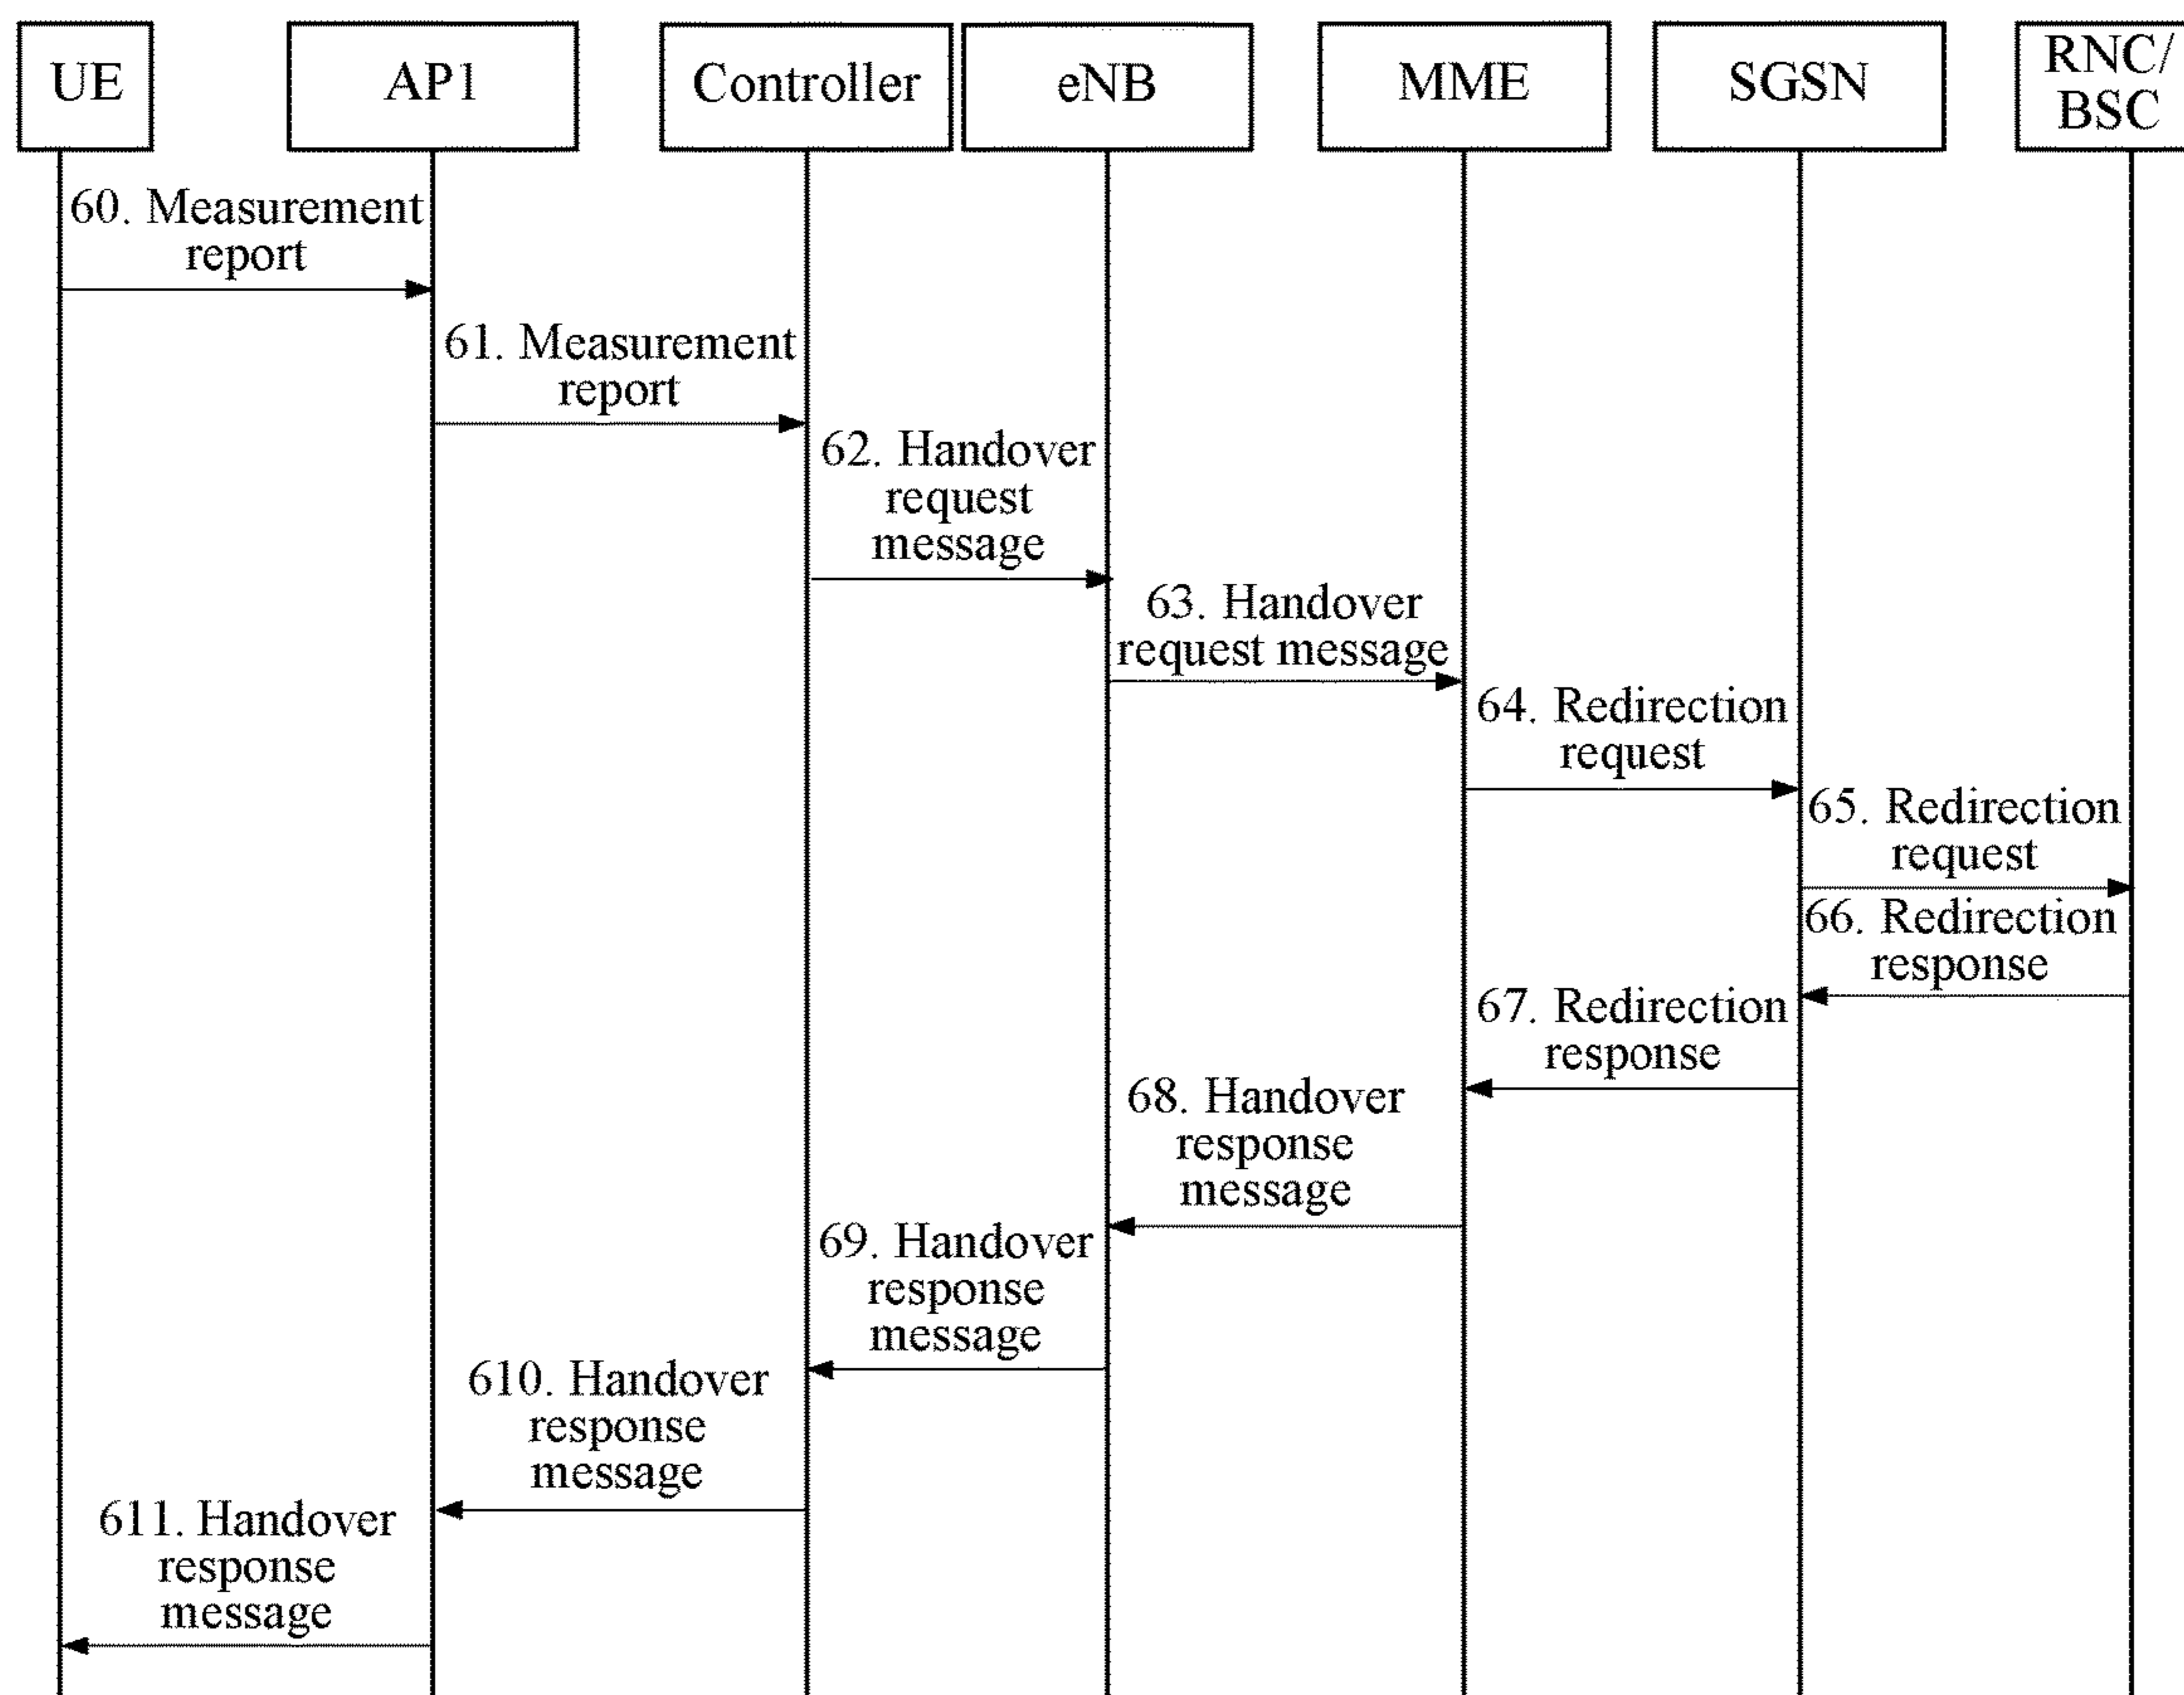 UE
AP1
Controller
eNB
MME
SGSN
RNC/
BSC
60. Measurement
report
61. Measurement
report
62. Handover
request
message
63. Handover
request message
64. Redirection
request
65. Redirection
request
66. Redirection
response
67. Redirection
response
68. Handover
response
message
69. Handover
response
message
610. Handover
response
message
611. Handover
response
message